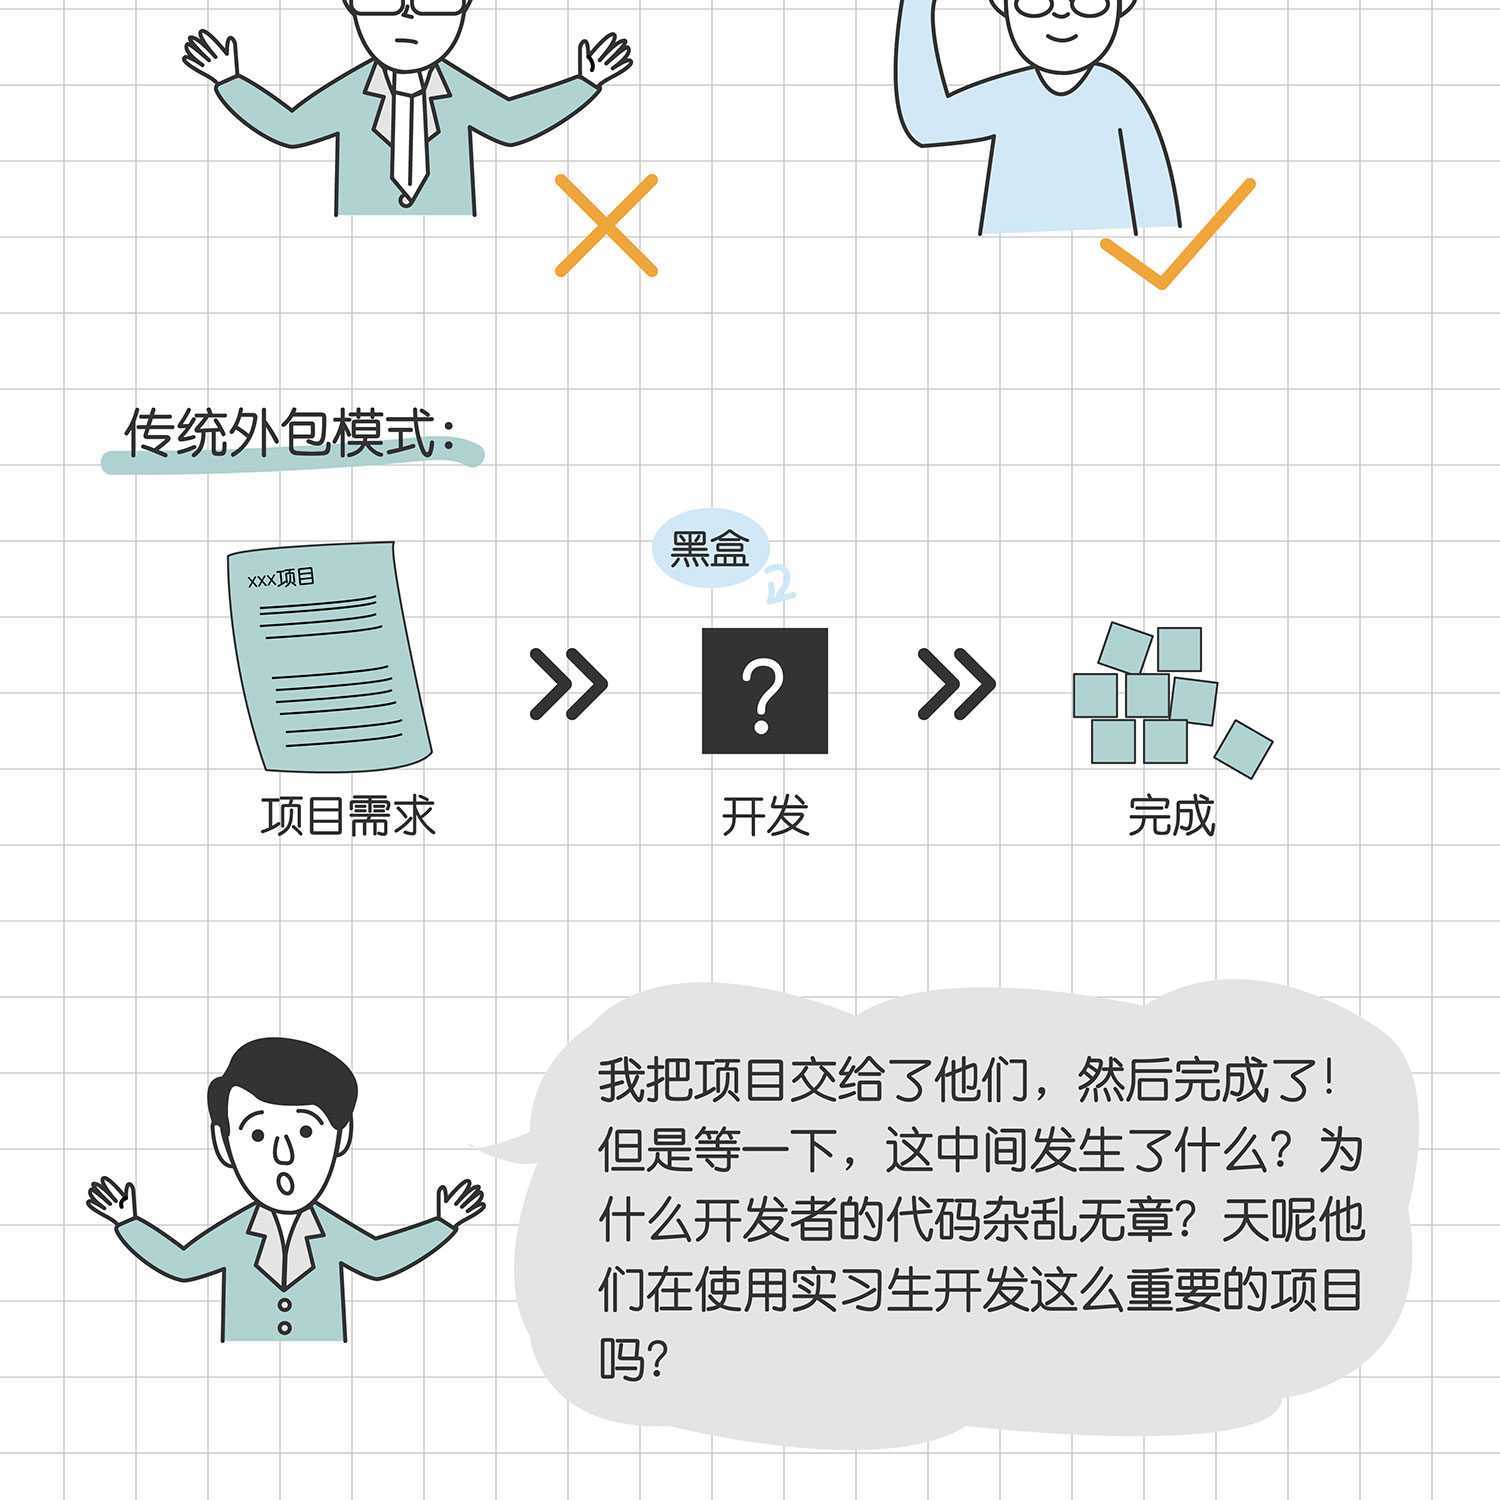 传统外包模式：
黑盒
xxx项目
?
项目需求
开发
完成
我把项目交给了他们，然后完成了！
但是等一下，这中间发生了什么？为
什么开发者的代码杂乱无章？天呢他
们在使用实习生开发这么重要的项目
吗？